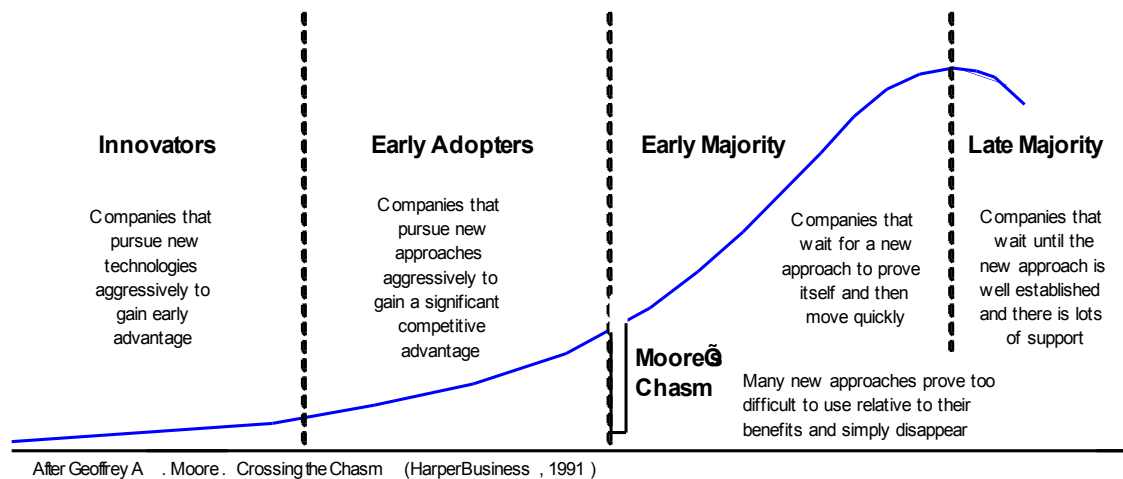 Innovators
Companies that
pursue new
technologies
aggressively to
gain early
advantage
Early Adopters
Companies that
pursue new
approaches
aggressively to
gain a significant
competitive
advantage
Early Majority
Companies that
wait for a new
approach to prove
itself and then
move quickly
Late Majority
Companies that
wait until the
new approach is
well established
and there is lots
of support
MooreÕs
Chasm
Many new approaches prove too
difficult to use relative to their
benefits and simply disappear
After Geoffrey A . Moore. Crossing the Chasm (HarperBusiness , 1991 )